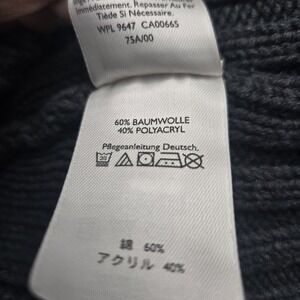 Immédiatement. Repasser Au Fer
Tiède Si Nécessaire.
WPL 9647 CA00665
75A/00
60% BAUMWOLLE
40% POLYACRYL
Pflegeanleitung Deutsch.
30
綿 60%
アクリル 40%